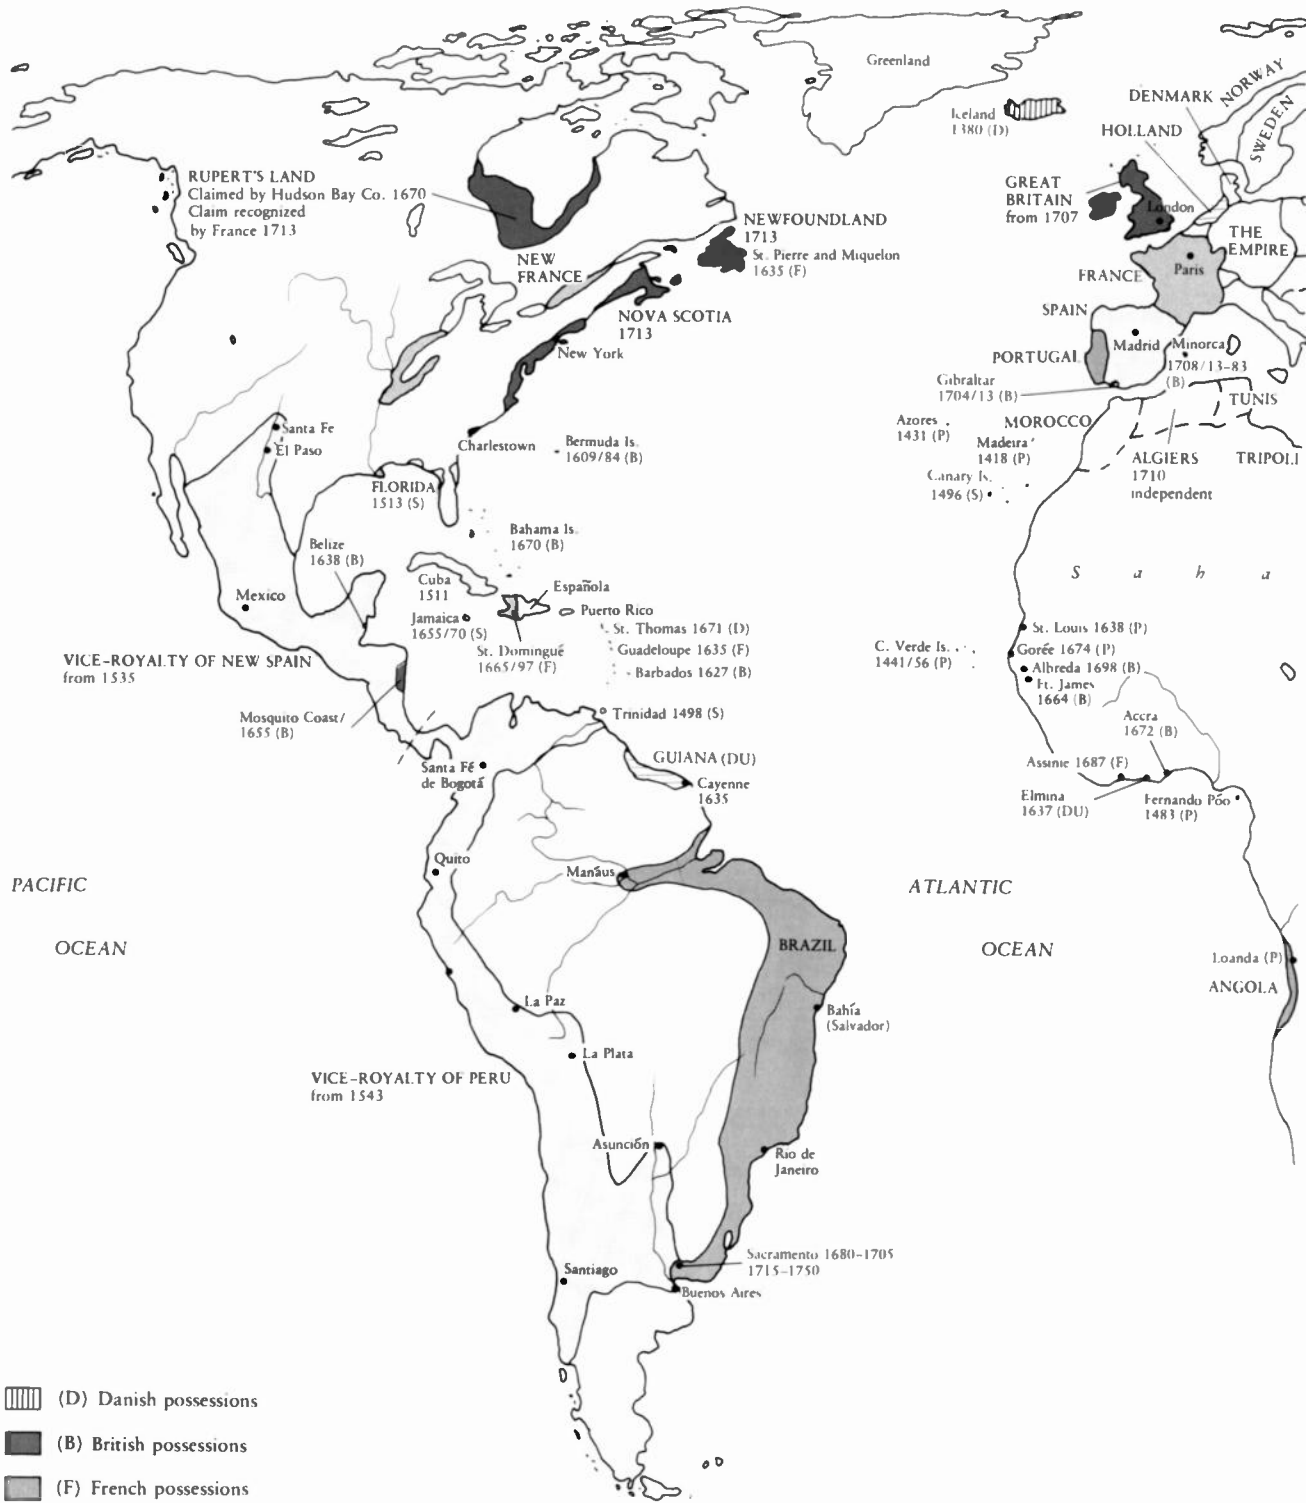 Greenland
Iceland
1380 (D)
NORWAY
SWEDEN
DENMARK
HOLLAND
GREAT
BRITAIN
from 1707
London
THE
EMPIRE
FRANCE
Paris
SPAIN
Madrid
Minorca
1708/13–83
(B)
PORTUGAL
Gibraltar
1704/13 (B)
RUPERT'S LAND
Claimed by Hudson Bay Co. 1670
Claim recognized
by France 1713
NEWFOUNDLAND
1713
St. Pierre and Miquelon
1635 (F)
NEW
FRANCE
NOVA SCOTIA
1713
New York
Santa Fe
El Paso
Charlestown
Bermuda Is.
1609/84 (B)
FLORIDA
1513 (S)
Azores
1431 (P)
Madeira
1418 (P)
Canary Is.
1496 (S)
MOROCCO
ALGIERS
1710
independent
TUNIS
TRIPOLI
Bahama Is.
1670 (B)
Belize
1638 (B)
Mexico
Cuba
1511
Española
Jamaica
1655/70 (S)
Puerto Rico
St. Domingue
1665/97 (F)
St. Thomas 1671 (D)
Guadeloupe 1635 (F)
Barbados 1627 (B)
Trinidad 1498 (S)
VICE–ROYALTY OF NEW SPAIN
from 1535
Mosquito Coast/
1655 (B)
S a h a
C. Verde Is.
1441/56 (P)
St. Louis 1638 (P)
Gorée 1674 (P)
Albreda 1698 (B)
Ft. James
1664 (B)
Accra
1672 (B)
Assinie 1687 (F)
Elmina
1637 (DU)
Fernando Póo
1483 (P)
Santa Fé
de Bogotá
GUIANA (DU)
Cayenne
1635
Quito
Manáus
PACIFIC
OCEAN
ATLANTIC
OCEAN
BRAZIL
Loanda (P)
ANGOLA
La Paz
Bahía
(Salvador)
La Plata
VICE–ROYALTY OF PERU
from 1543
Asunción
Rio de
Janeiro
Sacramento 1680–1705
1715–1750
Santiago
Buenos Aires
(D) Danish possessions
(B) British possessions
(F) French possessions